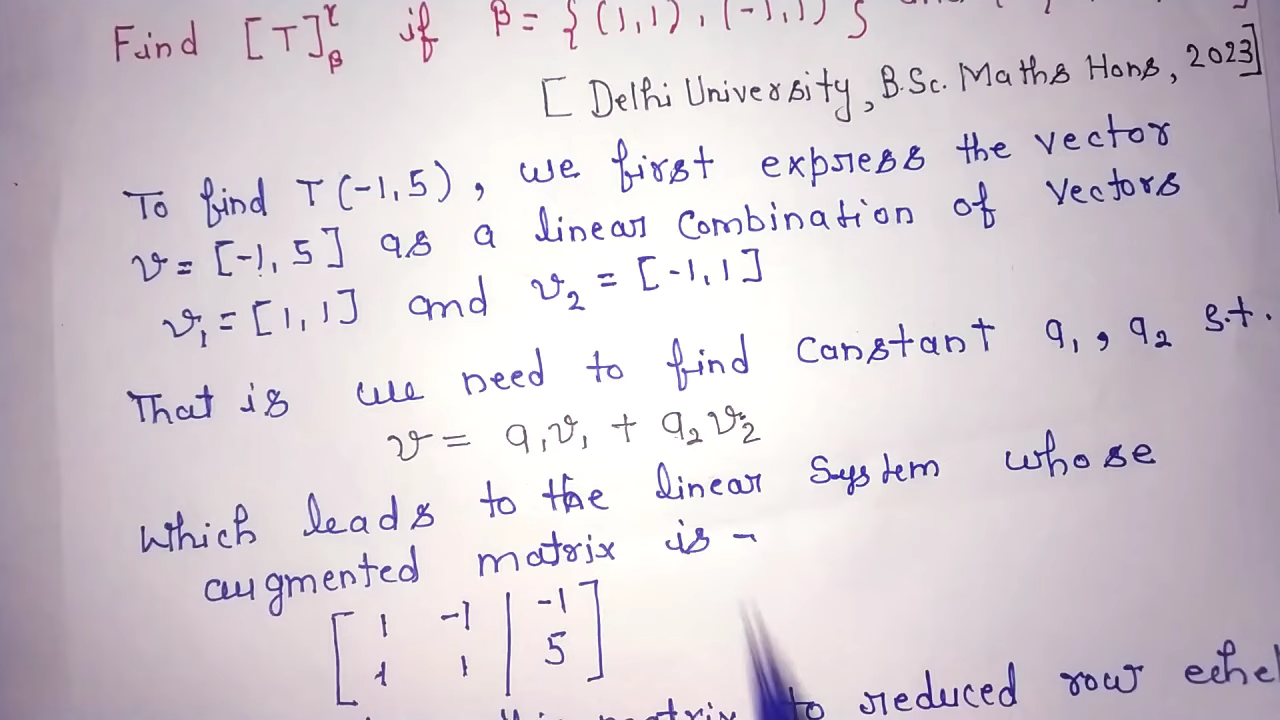 Find [T]ᵞᵦ if β = { (1,1), (-1,1) }
[ Delhi University, B.Sc. Maths Hons, 2023]
To find T(-1,5), we first express the vector
v = [-1, 5] as a linear Combination of Vectors
v₁ = [1,1] and v₂ = [-1,1]
That is we need to find Constant a₁, a₂ s.t.
v = a₁v₁ + a₂v₂
Which leads to the linear System whose
augmented matrix is -
[ 1 -1 | -1
1 1 | 5 ]
matrix to reduced row